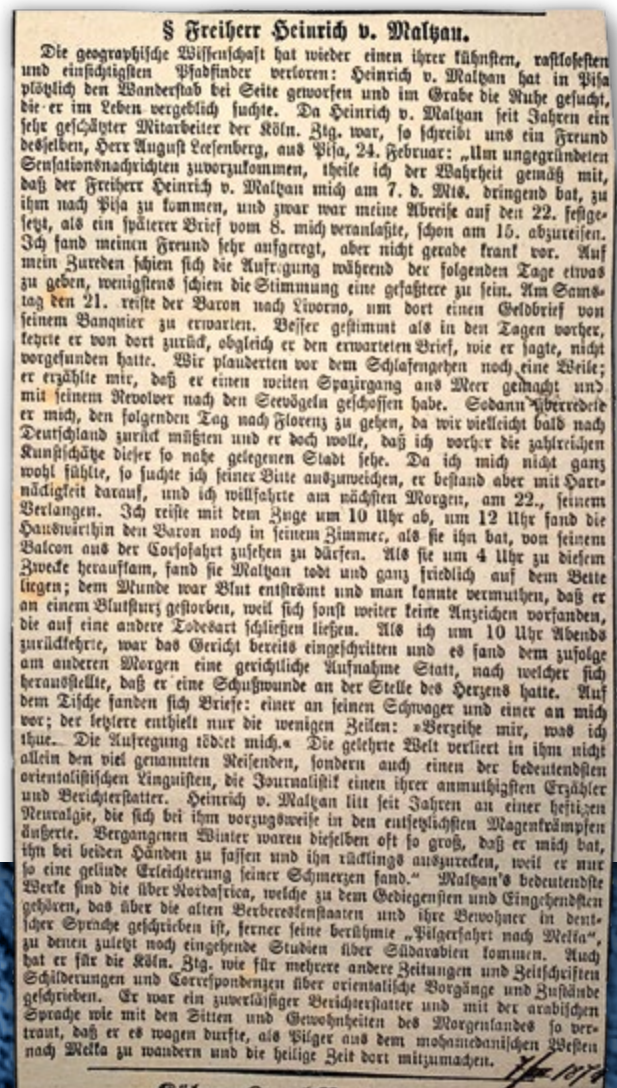 § Freiherr Heinrich v. Maltzan.
Die geographische Wissenschaft hat wieder einen ihrer kühnsten, rastlosesten
und einsichtigsten Pfadfinder verloren: Heinrich v. Maltzan hat in Pisa
plötzlich den Wanderstab bei Seite geworfen und im Grabe die Ruhe gesucht,
die er im Leben vergeblich suchte. Da Heinrich v. Maltzan seit Jahren ein
sehr geschätzter Mitarbeiter der Köln. Ztg. war, so schreibt uns ein Freund
desselben, Herr August Leesenberg, aus Pisa, 24. Februar: „Um ungegründeten
Sensationsnachrichten zuvorzukommen, theile ich der Wahrheit gemäß mit,
daß der Freiherr Heinrich v. Maltzan mich am 7. d. Mts. dringend bat, zu
ihm nach Pisa zu kommen, und zwar war meine Abreise auf den 22. festge-
setzt, als ein späterer Brief vom 8. mich veranlaßte, schon am 15. abzureisen.
Ich fand meinen Freund sehr aufgeregt, aber nicht gerade krank vor. Auf
mein Zureden schien sich die Aufregung während der folgenden Tage etwas
zu geben, wenigstens schien die Stimmung eine gefaßtere zu sein. Am Sams-
tag den 21. reiste der Baron nach Livorno, um dort einen Geldbrief von
seinem Banquier zu erwarten. Besser gestimmt als in den Tagen vorher,
kehrte er von dort zurück, obgleich er den erwarteten Brief, wie er sagte, nicht
vorgefunden hatte. Wir plauderten vor dem Schlafengehen noch eine Weile;
er erzählte mir, daß er einen weiten Spazirgang ans Meer gemacht und
mit seinem Revolver nach den Seevögeln geschossen habe. Sodann überredete
er mich, den folgenden Tag nach Florenz zu gehen, da wir vielleicht bald nach
Deutschland zurück müßten und er doch wolle, daß ich vorher die zahlreichen
Kunstschätze dieser so nahe gelegenen Stadt sehe. Da ich mich nicht ganz
wohl fühlte, so suchte ich seiner Bitte auszuweichen, er bestand aber mit Hart-
näckigkeit darauf, und ich willfahrte am nächsten Morgen, am 22., seinem
Verlangen. Ich reiste mit dem Zuge um 10 Uhr ab, um 12 Uhr fand die
Hauswirthin den Baron noch in seinem Zimmer, als sie ihn bat, von seinem
Balcon aus der Corsofahrt zusehen zu dürfen. Als sie um 4 Uhr zu diesem
Zwecke heraufkam, fand sie Maltzan todt und ganz friedlich auf dem Bette
liegen; dem Munde war Blut entströmt und man konnte vermuthen, daß er
an einem Blutsturz gestorben, weil sich sonst weiter keine Anzeichen vorfanden,
die auf eine andere Todesart schließen ließen. Als ich um 10 Uhr Abends
zurückkehrte, war das Gericht bereits eingeschritten und es fand dem zufolge
am anderen Morgen eine gerichtliche Aufnahme Statt, nach welcher sich
herausstellte, daß er eine Schußwunde an der Stelle des Herzens hatte. Auf
dem Tische fanden sich Briefe: einer an seinen Schwager und einer an mich
vor; der letztere enthielt nur die wenigen Zeilen: »Verzeihe mir, was ich
thue. Die Aufregung tödtet mich.« Die gelehrte Welt verliert in ihm nicht
allein den viel genannten Reisenden, sondern auch einen der bedeutendsten
orientalistischen Linguisten, die Journalistik einen ihrer anmuthigsten Erzähler
und Berichterstatter. Heinrich v. Maltzan litt seit Jahren an einer heftigen
Neuralgie, die sich bei ihm vorzugsweise in den entsetzlichsten Magenkrämpfen
äußerte. Vergangenen Winter waren dieselben oft so groß, daß er mich bat,
ihn bei beiden Händen zu fassen und ihn rücklings auszurecken, weil er nur
so eine gelinde Erleichterung seiner Schmerzen fand.“ Maltzan's bedeutendste
Werke sind die über Nordafrica, welche zu dem Gediegensten und Eingehendsten
gehören, das über die alten Berbereskenstaaten und ihre Bewohner in deut-
scher Sprache geschrieben ist, ferner seine berühmte „Pilgerfahrt nach Mekka“,
zu denen zuletzt noch eingehende Studien über Südarabien kommen. Auch
hat er für die Köln. Ztg. wie für mehrere andere Zeitungen und Zeitschriften
Schilderungen und Correspondenzen über orientalische Vorgänge und Zustände
geschrieben. Er war ein zuverlässiger Berichterstatter und mit der arabischen
Sprache wie mit den Sitten und Gewohnheiten des Morgenlandes so ver-
traut, daß er es wagen durfte, als Pilger aus dem mohamedanischen Westen
nach Mekka zu wandern und die heilige Zeit dort mitzumachen.